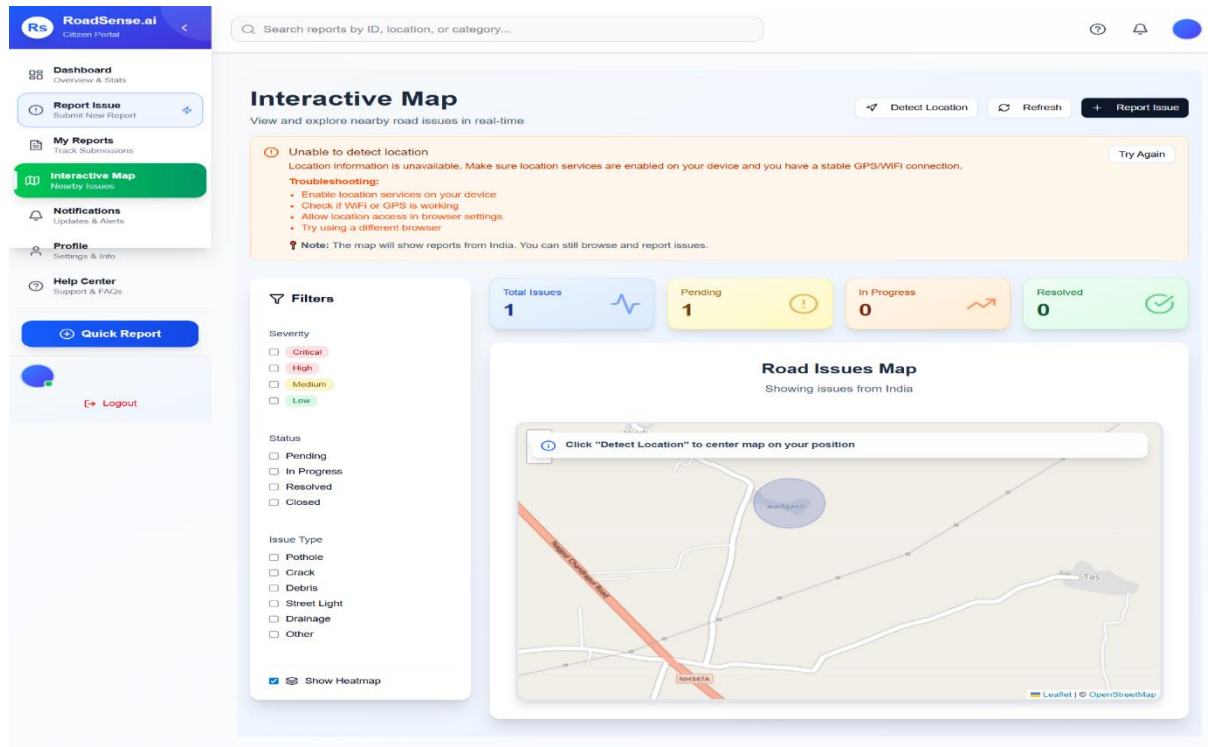 Rs
RoadSense.ai
Citizen Portal
Search reports by ID, location, or category...
Dashboard
Overview & Stats
Report Issue
Submit New Report
My Reports
Track Submissions
Interactive Map
Nearby Issues
Notifications
Updates & Alerts
Profile
Settings & Info
Help Center
Support & FAQs
Quick Report
Logout
Interactive Map
View and explore nearby road issues in real-time
Detect Location
Refresh
+ Report Issue
Unable to detect location
Location information is unavailable. Make sure location services are enabled on your device and you have a stable GPS/WiFi connection.
Try Again
Troubleshooting:
• Enable location services on your device
• Check if WiFi or GPS is working
• Allow location access in browser settings
• Try using a different browser
Note: The map will show reports from India. You can still browse and report issues.
Filters
Severity
Critical
High
Medium
Low
Status
Pending
In Progress
Resolved
Closed
Issue Type
Pothole
Crack
Debris
Street Light
Drainage
Other
Show Heatmap
Total Issues
1
Pending
1
In Progress
0
Resolved
0
Road Issues Map
Showing issues from India
Click "Detect Location" to center map on your position
wadgaon
Nagpur Chandrapur Road
Tas
NH347A
Leaflet | © OpenStreetMap